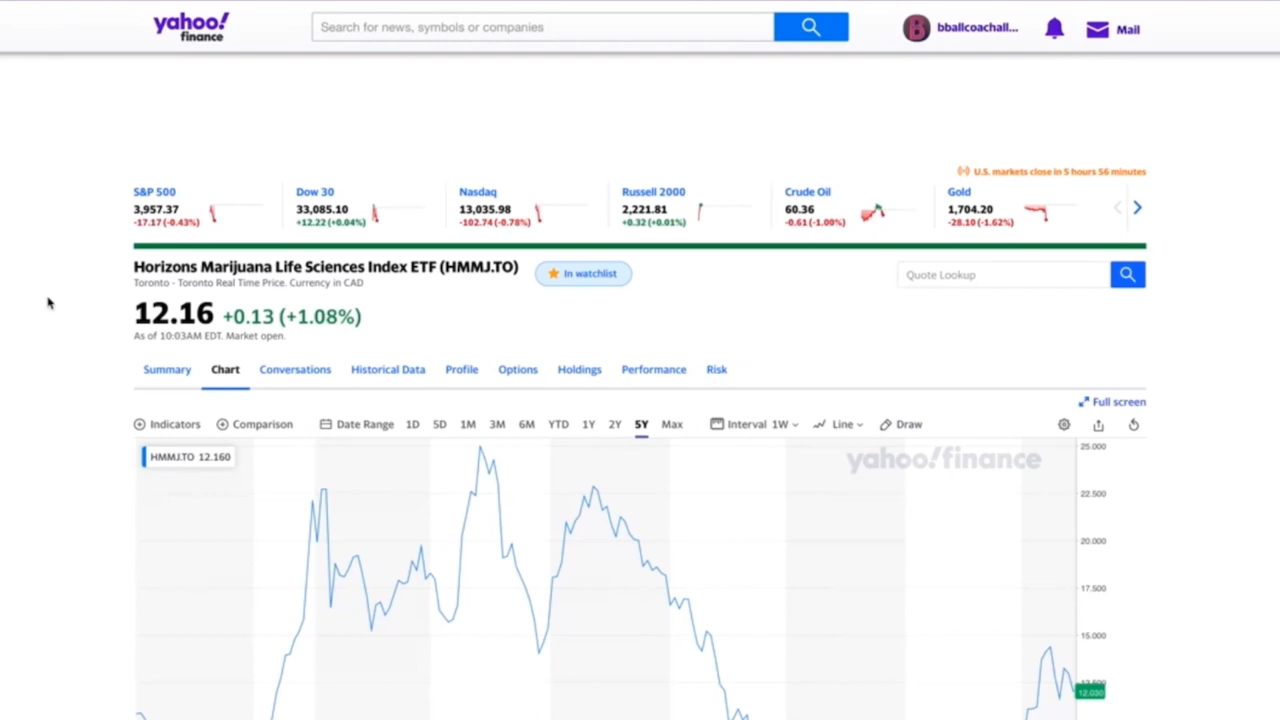 yahoo!
finance
Search for news, symbols or companies
B
bballcoachall...
Mail
U.S. markets close in 5 hours 56 minutes
S&P 500
3,957.37
-17.17 (-0.43%)
Dow 30
33,085.10
+12.22 (+0.04%)
Nasdaq
13,035.98
-102.74 (-0.78%)
Russell 2000
2,221.81
+0.32 (+0.01%)
Crude Oil
60.36
-0.61 (-1.00%)
Gold
1,704.20
-28.10 (-1.62%)
Horizons Marijuana Life Sciences Index ETF (HMMJ.TO)
In watchlist
Toronto - Toronto Real Time Price. Currency in CAD
Quote Lookup
12.16 +0.13 (+1.08%)
As of 10:03AM EDT. Market open.
Summary Chart Conversations Historical Data Profile Options Holdings Performance Risk
Full screen
Indicators Comparison Date Range 1D 5D 1M 3M 6M YTD 1Y 2Y 5Y Max Interval 1W Line Draw
HMMJ.TO 12.160
yahoo!finance
25.000
22.500
20.000
17.500
15.000
12.030